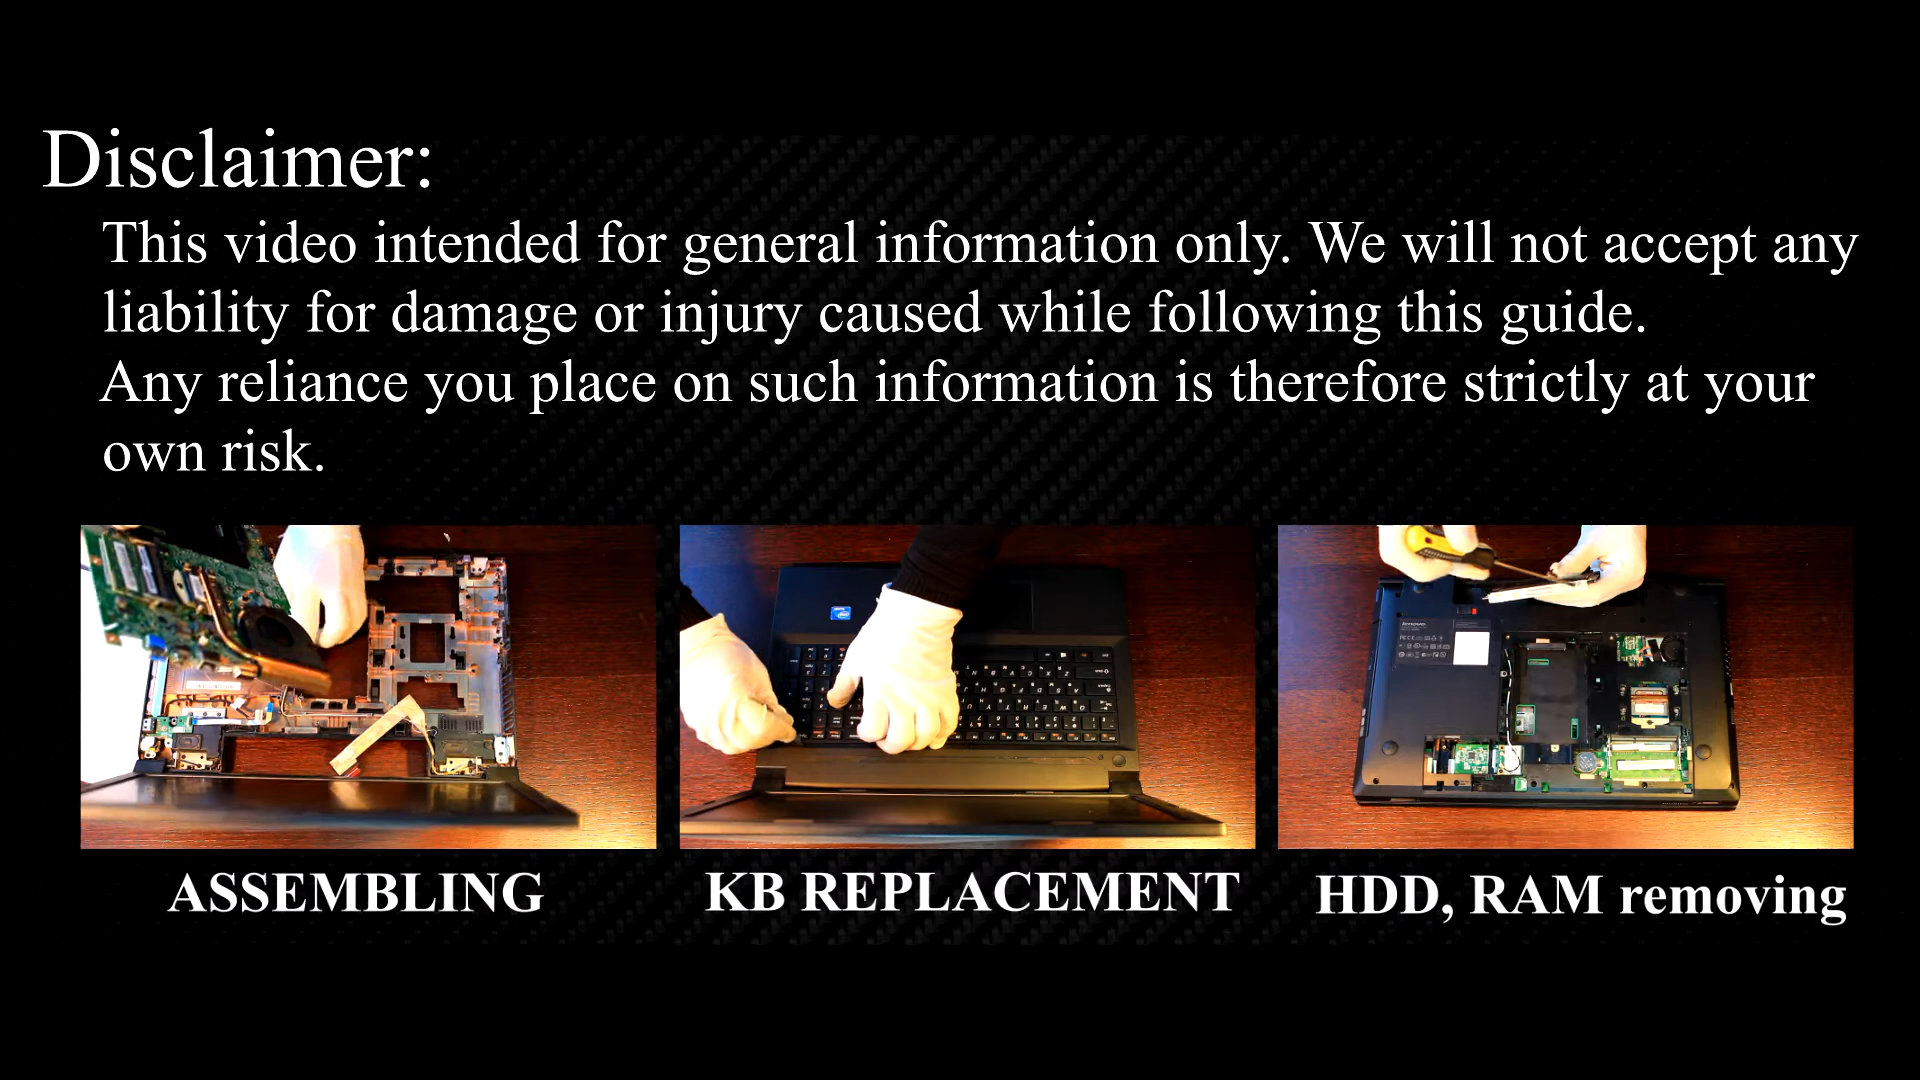 Disclaimer:
This video intended for general information only. We will not accept any
liability for damage or injury caused while following this guide.
Any reliance you place on such information is therefore strictly at your
own risk.
lenovo
ASSEMBLING
KB REPLACEMENT
HDD, RAM removing